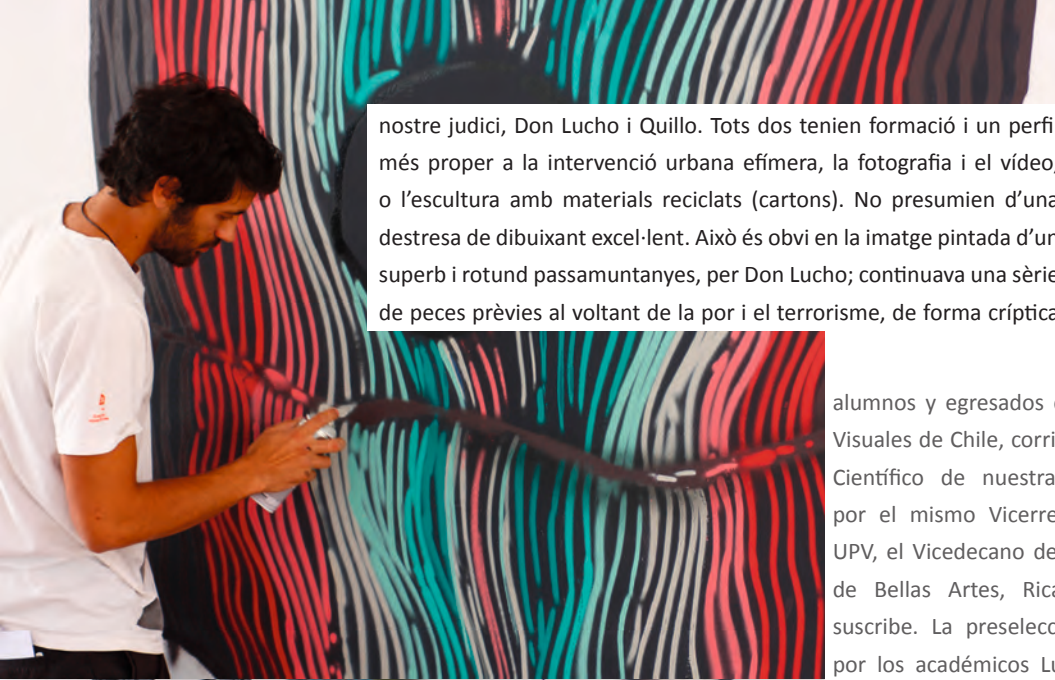 nostre judici, Don Lucho i Quillo. Tots dos tenien formació i un perfi
més proper a la intervenció urbana efímera, la fotografia i el vídeo,
o l’escultura amb materials reciclats (cartons). No presumien d’una
destresa de dibuixant excel·lent. Això és obvi en la imatge pintada d’un
superb i rotund passamuntanyes, per Don Lucho; continuava una sèrie
de peces prèvies al voltant de la por i el terrorisme, de forma críptica
alumnos y egresados
Visuales de Chile, corri
Científico de nuestra
por el mismo Vicerre
UPV, el Vicedecano de
de Bellas Artes, Rica
suscribe. La preselecc
por los académicos Lu